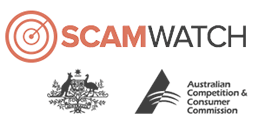 SCAMWATCH
Australian
Competition &
Consumer
Commission